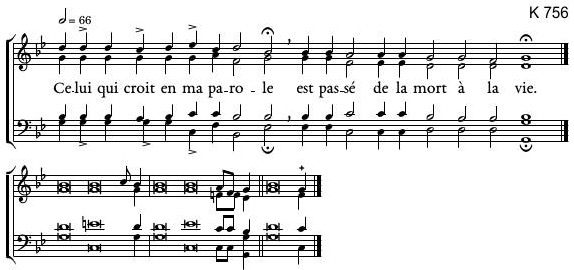 K 756
𝅗𝅥 = 66
Ce-lui qui croit en ma pa-ro-le est pas-sé de la mort à la vie.